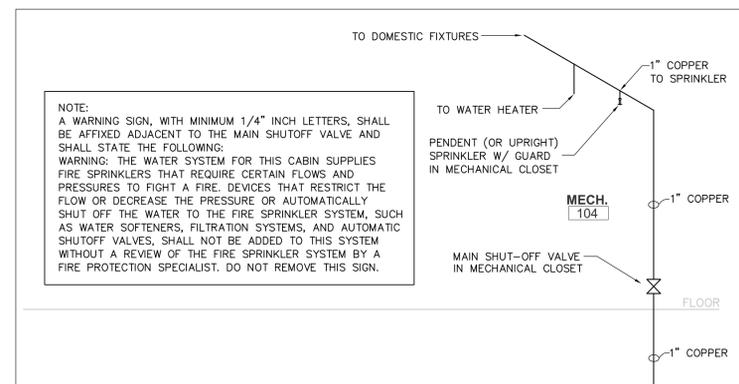 TO DOMESTIC FIXTURES
1" COPPER
TO SPRINKLER
NOTE:
A WARNING SIGN, WITH MINIMUM 1/4" INCH LETTERS, SHALL
BE AFFIXED ADJACENT TO THE MAIN SHUTOFF VALVE AND
SHALL STATE THE FOLLOWING:
WARNING: THE WATER SYSTEM FOR THIS CABIN SUPPLIES
FIRE SPRINKLERS THAT REQUIRE CERTAIN FLOWS AND
PRESSURES TO FIGHT A FIRE. DEVICES THAT RESTRICT THE
FLOW OR DECREASE THE PRESSURE OR AUTOMATICALLY
SHUT OFF THE WATER TO THE FIRE SPRINKLER SYSTEM, SUCH
AS WATER SOFTENERS, FILTRATION SYSTEMS, AND AUTOMATIC
SHUTOFF VALVES, SHALL NOT BE ADDED TO THIS SYSTEM
WITHOUT A REVIEW OF THE FIRE SPRINKLER SYSTEM BY A
FIRE PROTECTION SPECIALIST. DO NOT REMOVE THIS SIGN.
TO WATER HEATER
PENDENT (OR UPRIGHT)
SPRINKLER W/ GUARD
IN MECHANICAL CLOSET
MECH.
104
1" COPPER
MAIN SHUT-OFF VALVE
IN MECHANICAL CLOSET
FLOOR
1" COPPER